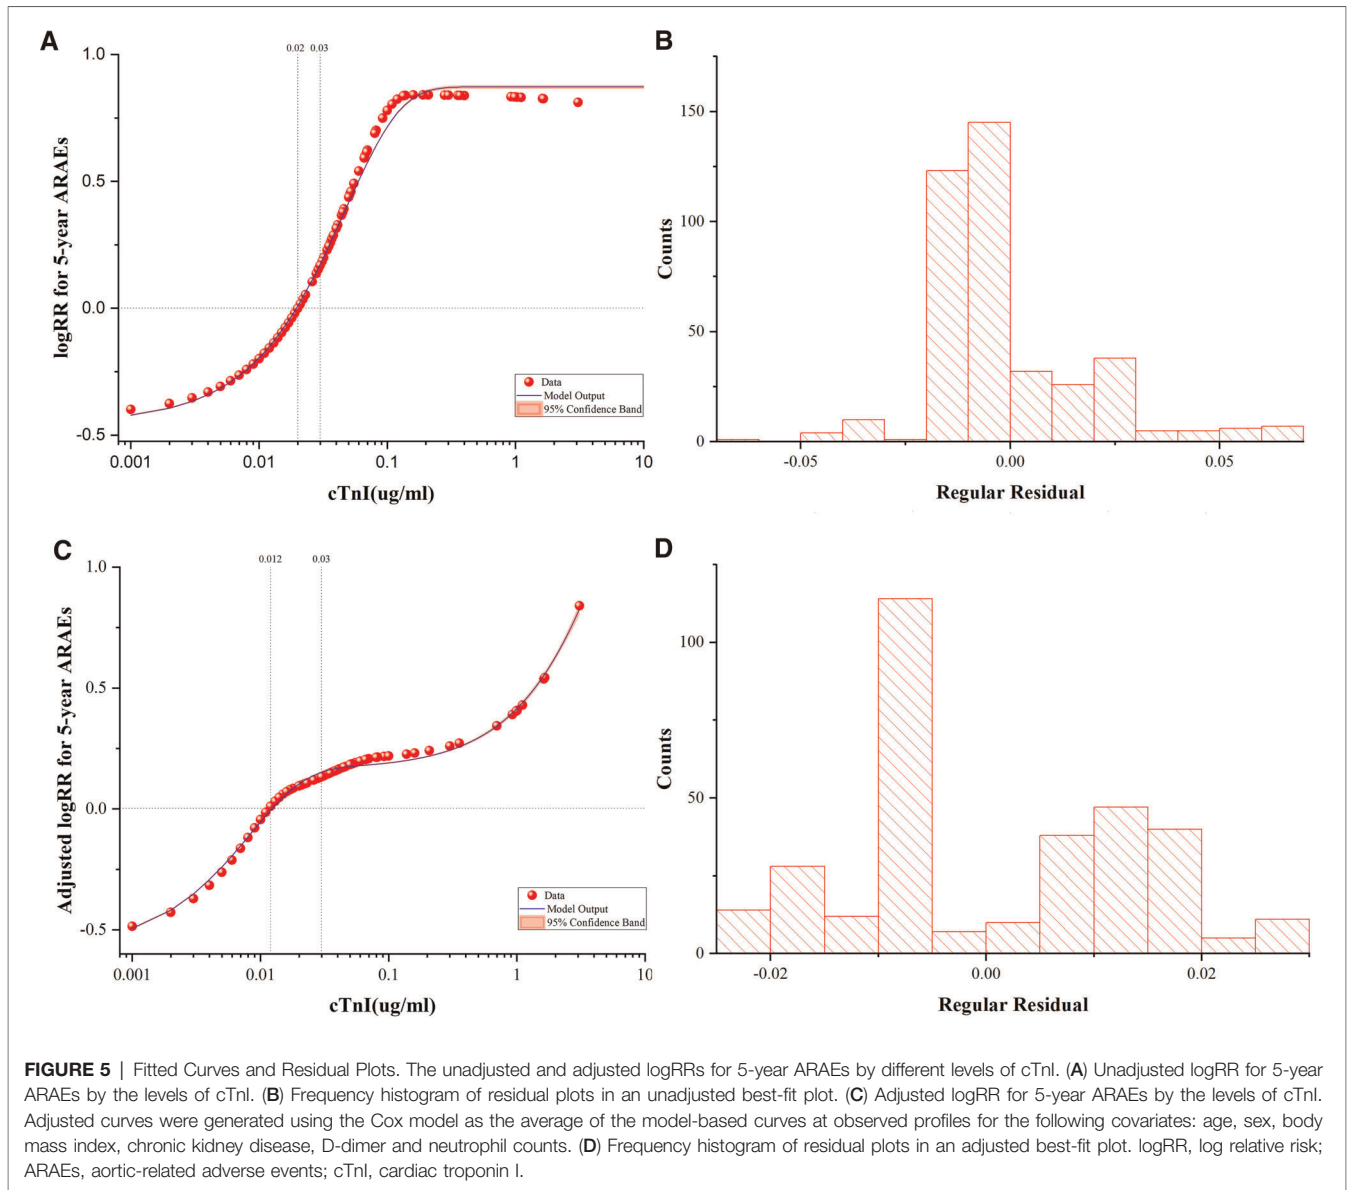 A
0.02 0.03
1.0
0.5
0.0
-0.5
logRR for 5-year ARAEs
Data
Model Output
95% Confidence Band
0.001 0.01 0.1 1 10
cTnI(ug/ml)
B
150
100
50
0
Counts
-0.05 0.00 0.05
Regular Residual
C
0.012 0.03
1.0
0.5
0.0
-0.5
Adjusted logRR for 5-year ARAEs
Data
Model Output
95% Confidence Band
0.001 0.01 0.1 1 10
cTnI(ug/ml)
D
100
50
0
Counts
-0.02 0.00 0.02
Regular Residual
FIGURE 5 | Fitted Curves and Residual Plots. The unadjusted and adjusted logRRs for 5-year ARAEs by different levels of cTnI. (A) Unadjusted logRR for 5-year
ARAEs by the levels of cTnI. (B) Frequency histogram of residual plots in an unadjusted best-fit plot. (C) Adjusted logRR for 5-year ARAEs by the levels of cTnI.
Adjusted curves were generated using the Cox model as the average of the model-based curves at observed profiles for the following covariates: age, sex, body
mass index, chronic kidney disease, D-dimer and neutrophil counts. (D) Frequency histogram of residual plots in an adjusted best-fit plot. logRR, log relative risk;
ARAEs, aortic-related adverse events; cTnI, cardiac troponin I.